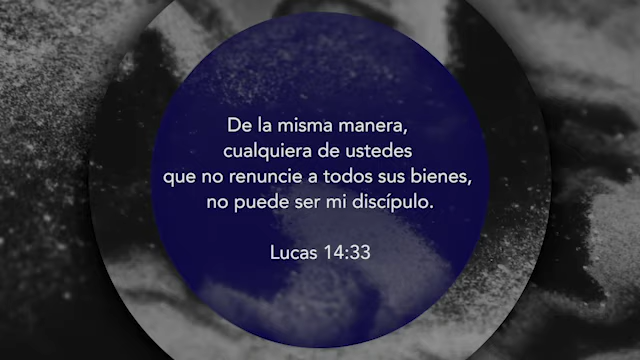 De la misma manera,
cualquiera de ustedes
que no renuncie a todos sus bienes,
no puede ser mi discípulo.
Lucas 14:33